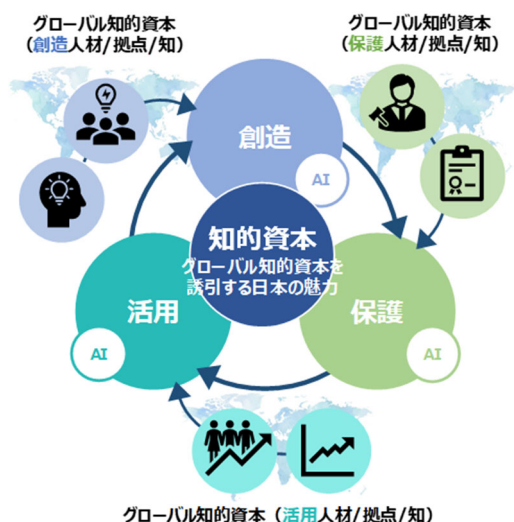 グローバル知的資本
（創造人材/拠点/知）
グローバル知的資本
（保護人材/拠点/知）
創造
AI
知的資本
グローバル知的資本を
誘引する日本の魅力
活用
AI
保護
AI
グローバル知的資本（活用人材/拠点/知）